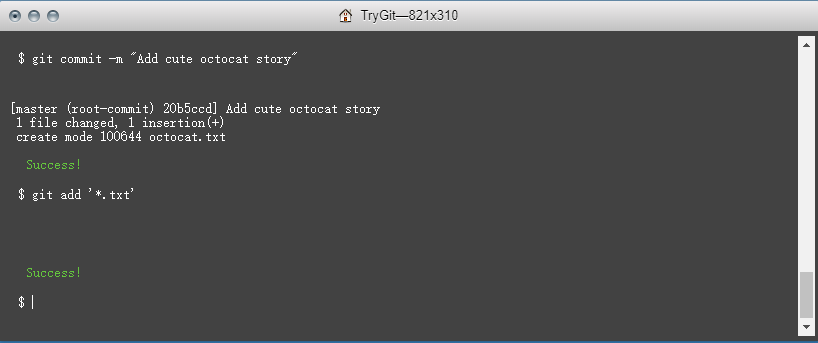 TryGit—821x310
$ git commit -m "Add cute octocat story"
[master (root-commit) 20b5ccd] Add cute octocat story
1 file changed, 1 insertion(+)
create mode 100644 octocat.txt
Success!
$ git add '*.txt'
Success!
$